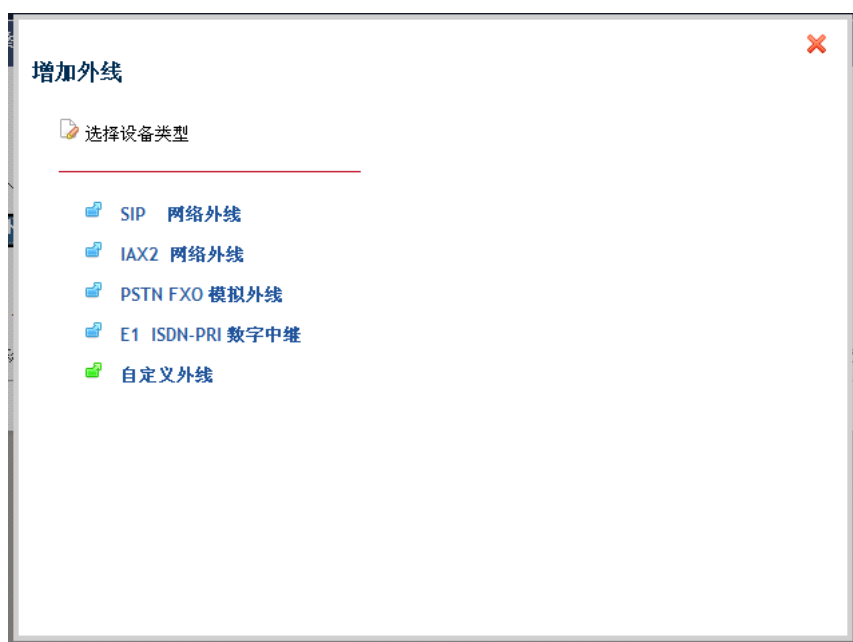 增加外线
选择设备类型
SIP 网络外线
IAX2 网络外线
PSTN FXO 模拟外线
E1 ISDN-PRI 数字中继
自定义外线